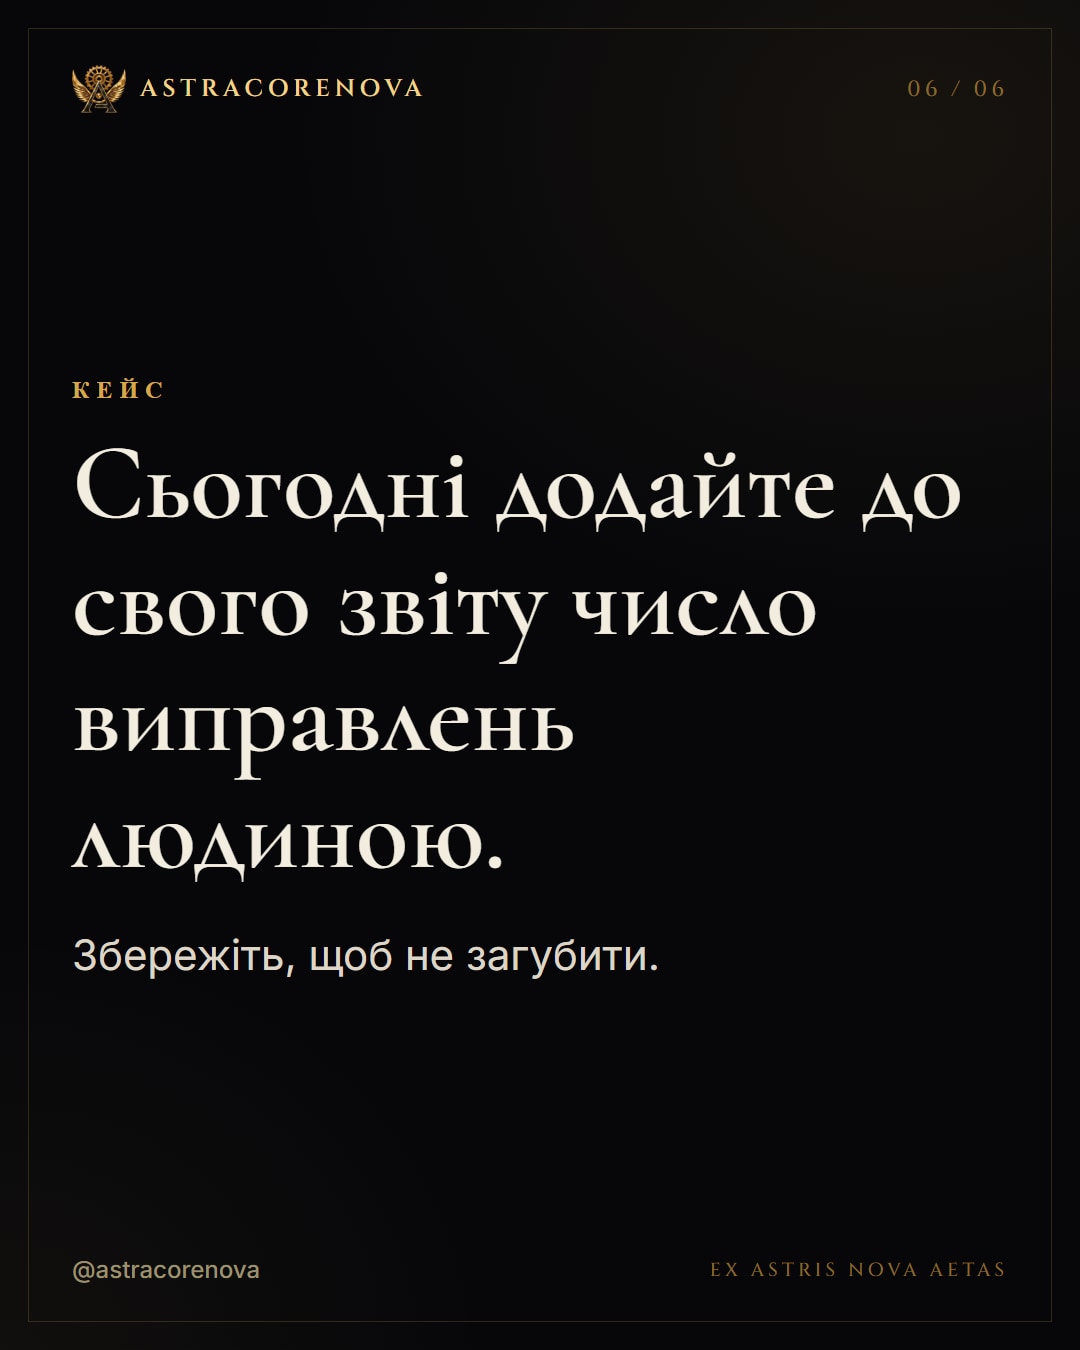 ASTRACORENOVA
06 / 06
КЕЙС
Сьогодні додайте до
свого звіту число
виправлень
людиною.
Збережіть, щоб не загубити.
@astracorenova
EX ASTRIS NOVA AETAS